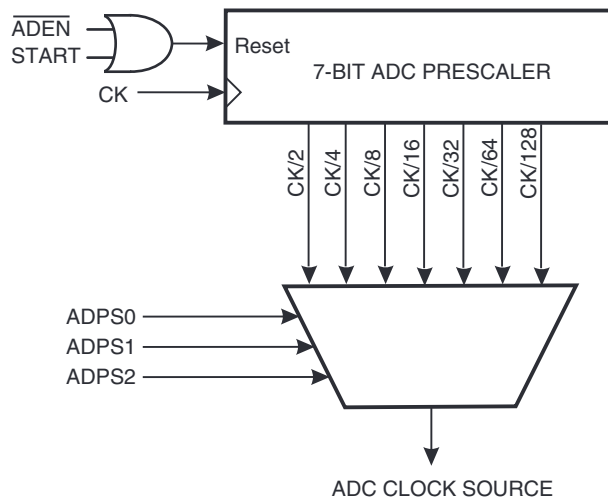 ADEN
START
Reset
7-BIT ADC PRESCALER
CK
CK/2
CK/4
CK/8
CK/16
CK/32
CK/64
CK/128
ADPS0
ADPS1
ADPS2
ADC CLOCK SOURCE